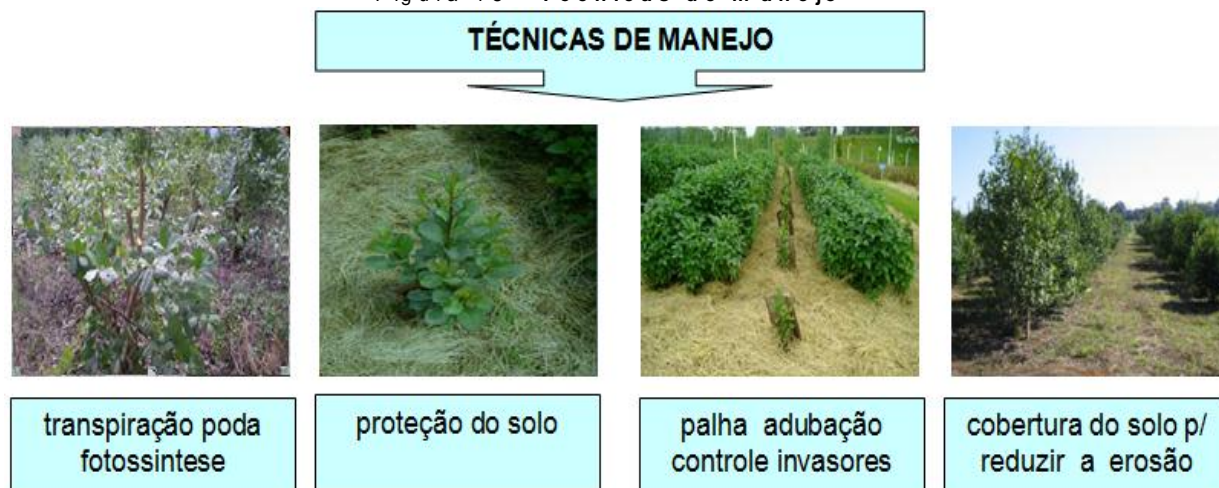 TÉCNICAS DE MANEJO
transpiração poda
fotossintese
proteção do solo
palha adubação
controle invasores
cobertura do solo p/
reduzir a erosão